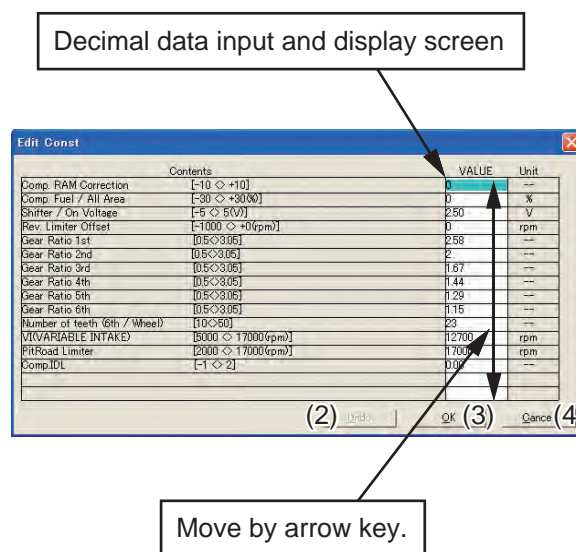 Decimal data input and display screen
Edit Const
Contents VALUE Unit
Comp. RAM Correction [-10 <> +10] 0 --
Comp. Fuel / All Area [-30 <> +30(%)] 0 %
Shifter / On Voltage [-5 <> 5(V)] 2.50 V
Rev. Limiter Offset [-1000 <> +0(rpm)] 0 rpm
Gear Ratio 1st [0.5<>3.05] 2.58 --
Gear Ratio 2nd [0.5<>3.05] 2 --
Gear Ratio 3rd [0.5<>3.05] 1.67 --
Gear Ratio 4th [0.5<>3.05] 1.44 --
Gear Ratio 5th [0.5<>3.05] 1.29 --
Gear Ratio 6th [0.5<>3.05] 1.15 --
Number of teeth (6th / Wheel) [10<>50] 23 --
VI(VARIABLE INTAKE) [5000 <> 17000(rpm)] 12700 rpm
PitRoad Limiter [2000 <> 17000(rpm)] 17000 rpm
Comp.IDL [-1 <> 2] 0.00 --
(2) Undo OK (3) Cance (4
Move by arrow key.